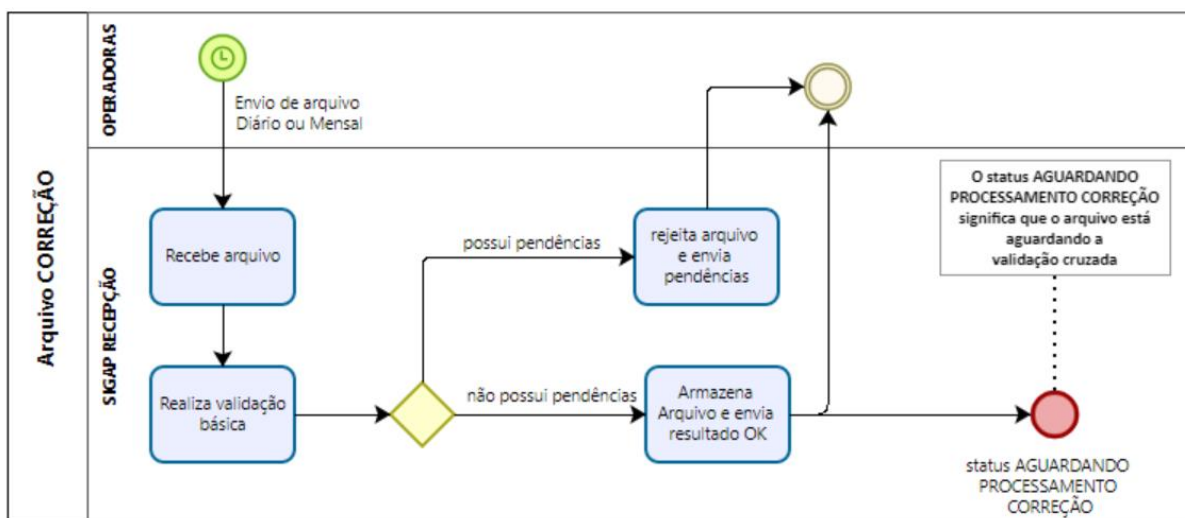 Arquivo CORREÇÃO
OPERADORAS
Envio de arquivo
Diário ou Mensal
SIGAP RECEPÇÃO
Recebe arquivo
Realiza validação
básica
possui pendências
rejeita arquivo
e envia
pendências
não possui pendências
Armazena
Arquivo e envia
resultado OK
O status AGUARDANDO
PROCESSAMENTO CORREÇÃO
significa que o arquivo está
aguardando a
validação cruzada
status AGUARDANDO
PROCESSAMENTO
CORREÇÃO